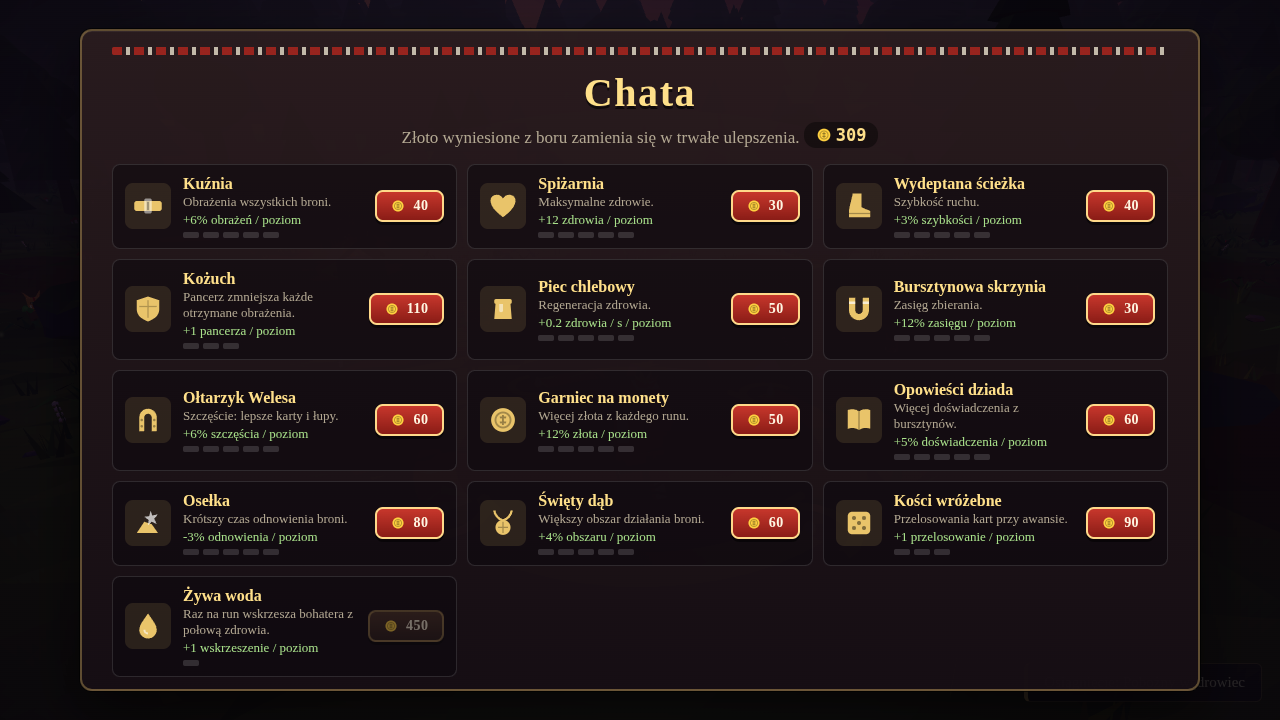 Chata
Złoto wyniesione z boru zamienia się w trwałe ulepszenia. 309
Kuźnia
Obrażenia wszystkich broni.
+6% obrażeń / poziom
40
Spiżarnia
Maksymalne zdrowie.
+12 zdrowia / poziom
30
Wydeptana ścieżka
Szybkość ruchu.
+3% szybkości / poziom
40
Kożuch
Pancerz zmniejsza każde
otrzymane obrażenia.
+1 pancerza / poziom
110
Piec chlebowy
Regeneracja zdrowia.
+0.2 zdrowia / s / poziom
50
Bursztynowa skrzynia
Zasięg zbierania.
+12% zasięgu / poziom
30
Ołtarzyk Welesa
Szczęście: lepsze karty i łupy.
+6% szczęścia / poziom
60
Garniec na monety
Więcej złota z każdego runu.
+12% złota / poziom
50
Opowieści dziada
Więcej doświadczenia z
bursztynów.
+5% doświadczenia / poziom
60
Osełka
Krótszy czas odnowienia broni.
-3% odnowienia / poziom
80
Święty dąb
Większy obszar działania broni.
+4% obszaru / poziom
60
Kości wróżebne
Przelosowania kart przy awansie.
+1 przelosowanie / poziom
90
Żywa woda
Raz na run wskrzesza bohatera z
połową zdrowia.
+1 wskrzeszenie / poziom
450